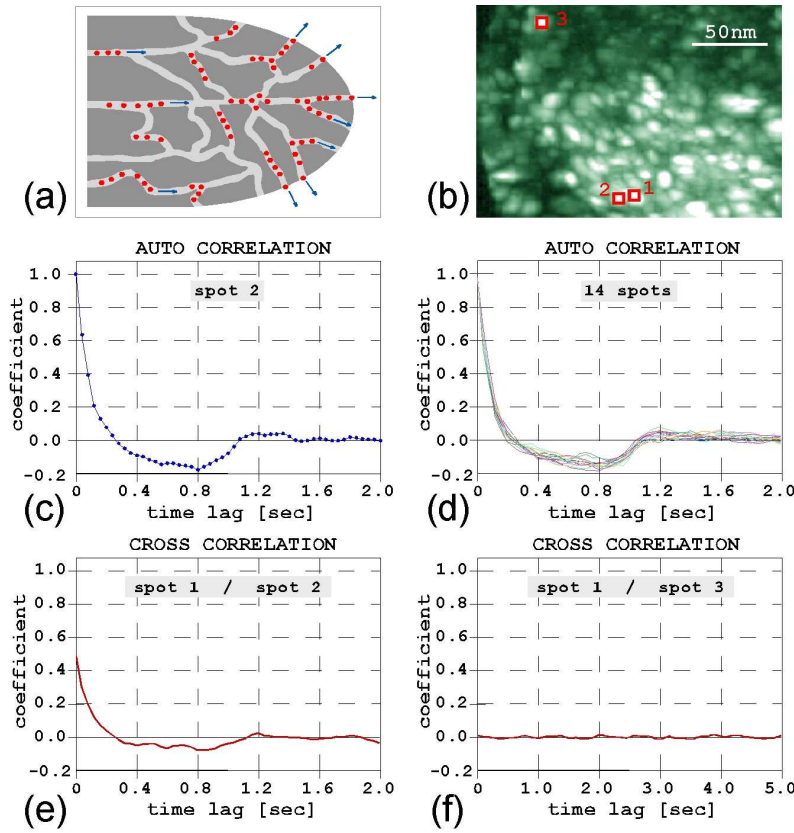 (a)
3
50nm
2
1
(b)
AUTO CORRELATION
1.0
0.8
0.6
0.4
0.2
0.0
-0.2
coefficient
spot 2
0
0.4
0.8
1.2
1.6
2.0
time lag [sec]
(c)
AUTO CORRELATION
1.0
0.8
0.6
0.4
0.2
0.0
-0.2
coefficient
14 spots
0
0.4
0.8
1.2
1.6
2.0
time lag [sec]
(d)
CROSS CORRELATION
1.0
0.8
0.6
0.4
0.2
0.0
-0.2
coefficient
spot 1 / spot 2
0
0.4
0.8
1.2
1.6
2.0
time lag [sec]
(e)
CROSS CORRELATION
1.0
0.8
0.6
0.4
0.2
0.0
-0.2
coefficient
spot 1 / spot 3
0
1.0
2.0
3.0
4.0
5.0
time lag [sec]
(f)